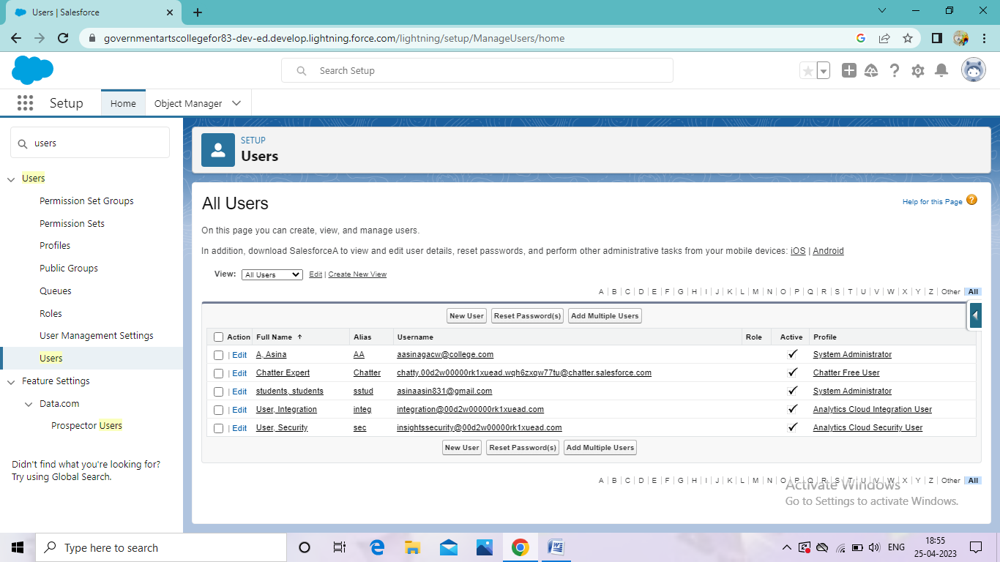 Users | Salesforce
governmentartscollegefor83-dev-ed.develop.lightning.force.com/lightning/setup/ManageUsers/home
Search Setup
Setup Home Object Manager
users
Users
Permission Set Groups
Permission Sets
Profiles
Public Groups
Queues
Roles
User Management Settings
Users
Feature Settings
Data.com
Prospector Users
Didn't find what you're looking for?
Try using Global Search.
SETUP
Users
All Users
Help for this Page ?
On this page you can create, view, and manage users.
In addition, download SalesforceA to view and edit user details, reset passwords, and perform other administrative tasks from your mobile devices: iOS | Android
View: All Users Edit | Create New View
A | B | C | D | E | F | G | H | I | J | K | L | M | N | O | P | Q | R | S | T | U | V | W | X | Y | Z | Other All
New User Reset Password(s) Add Multiple Users
Action Full Name ↑ Alias Username Role Active Profile
| Edit A, Asina AA aasinagacw@college.com ✓ System Administrator
| Edit Chatter Expert Chatter chatty.00d2w00000rk1xuead.wqh6zxqw77tu@chatter.salesforce.com ✓ Chatter Free User
| Edit students, students sstud asinaasin831@gmail.com ✓ System Administrator
| Edit User, Integration integ integration@00d2w00000rk1xuead.com ✓ Analytics Cloud Integration User
| Edit User, Security sec insightssecurity@00d2w00000rk1xuead.com ✓ Analytics Cloud Security User
New User Reset Password(s) Add Multiple Users
A | B | C | D | E | F | G | H | I | J | K | L | M | N | O | P | Q | R | S | T | U | V | W | X | Y | Z | Other All
Activate Windows
Go to Settings to activate Windows.
Type here to search
ENG
18:55
25-04-2023